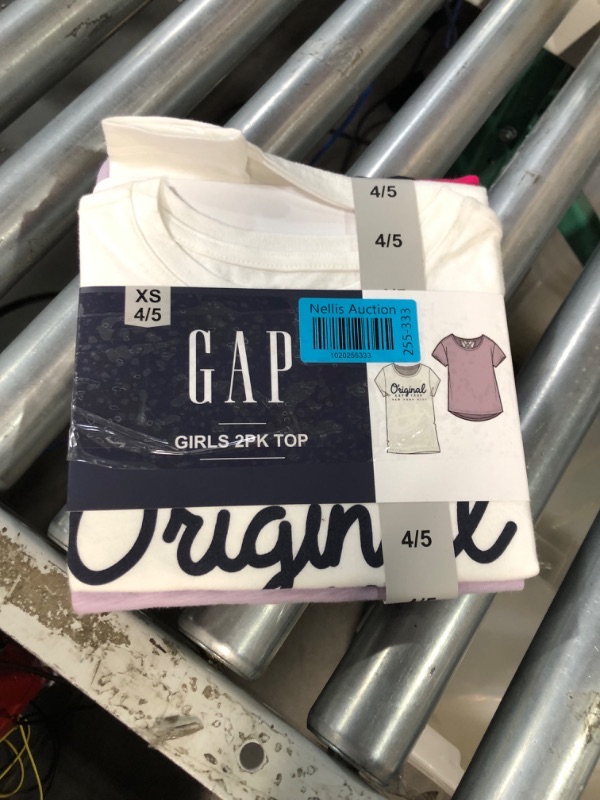 4/5
4/5
XS
4/5
GAP
GIRLS 2PK TOP
Nellis Auction
1020255333
255-333
Original
Original
4/5